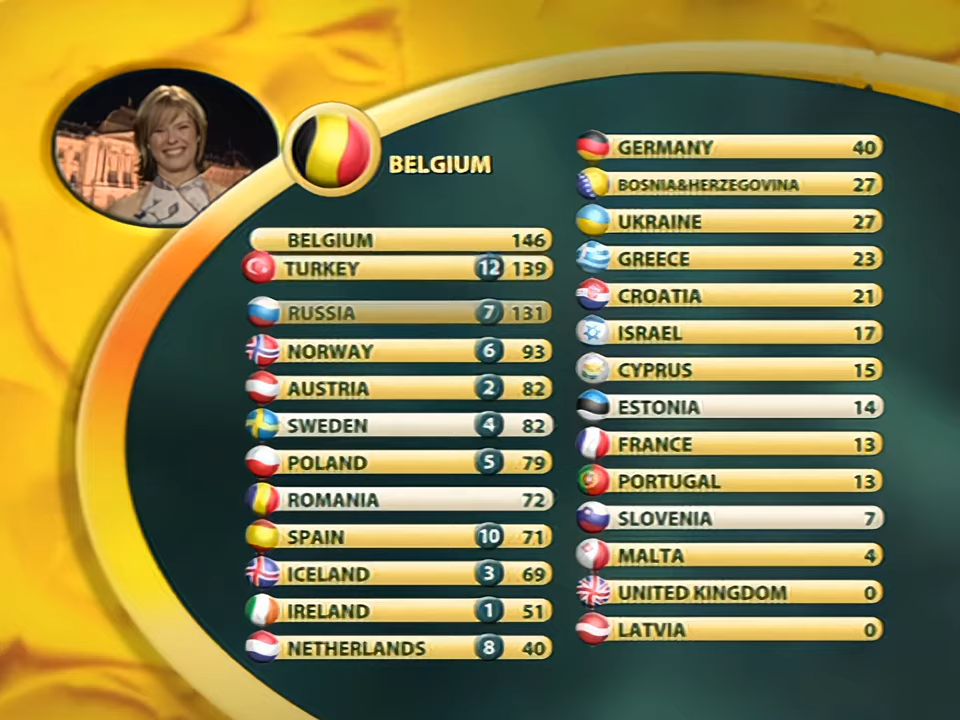 BELGIUM
BELGIUM 146
TURKEY 12 139
RUSSIA 7 131
NORWAY 6 93
AUSTRIA 2 82
SWEDEN 4 82
POLAND 5 79
ROMANIA 72
SPAIN 10 71
ICELAND 3 69
IRELAND 1 51
NETHERLANDS 8 40
GERMANY 40
BOSNIA&HERZEGOVINA 27
UKRAINE 27
GREECE 23
CROATIA 21
ISRAEL 17
CYPRUS 15
ESTONIA 14
FRANCE 13
PORTUGAL 13
SLOVENIA 7
MALTA 4
UNITED KINGDOM 0
LATVIA 0